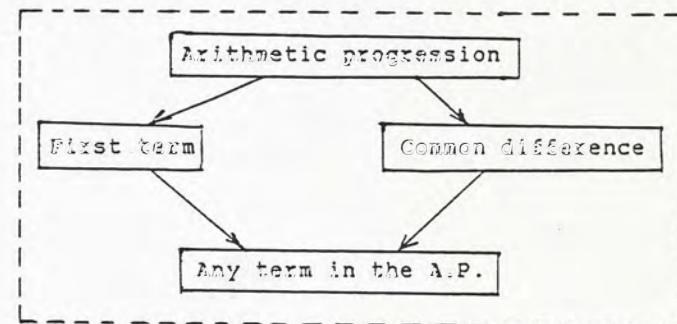 Arithmetic progression
First term
Common difference
Any term in the A.P.